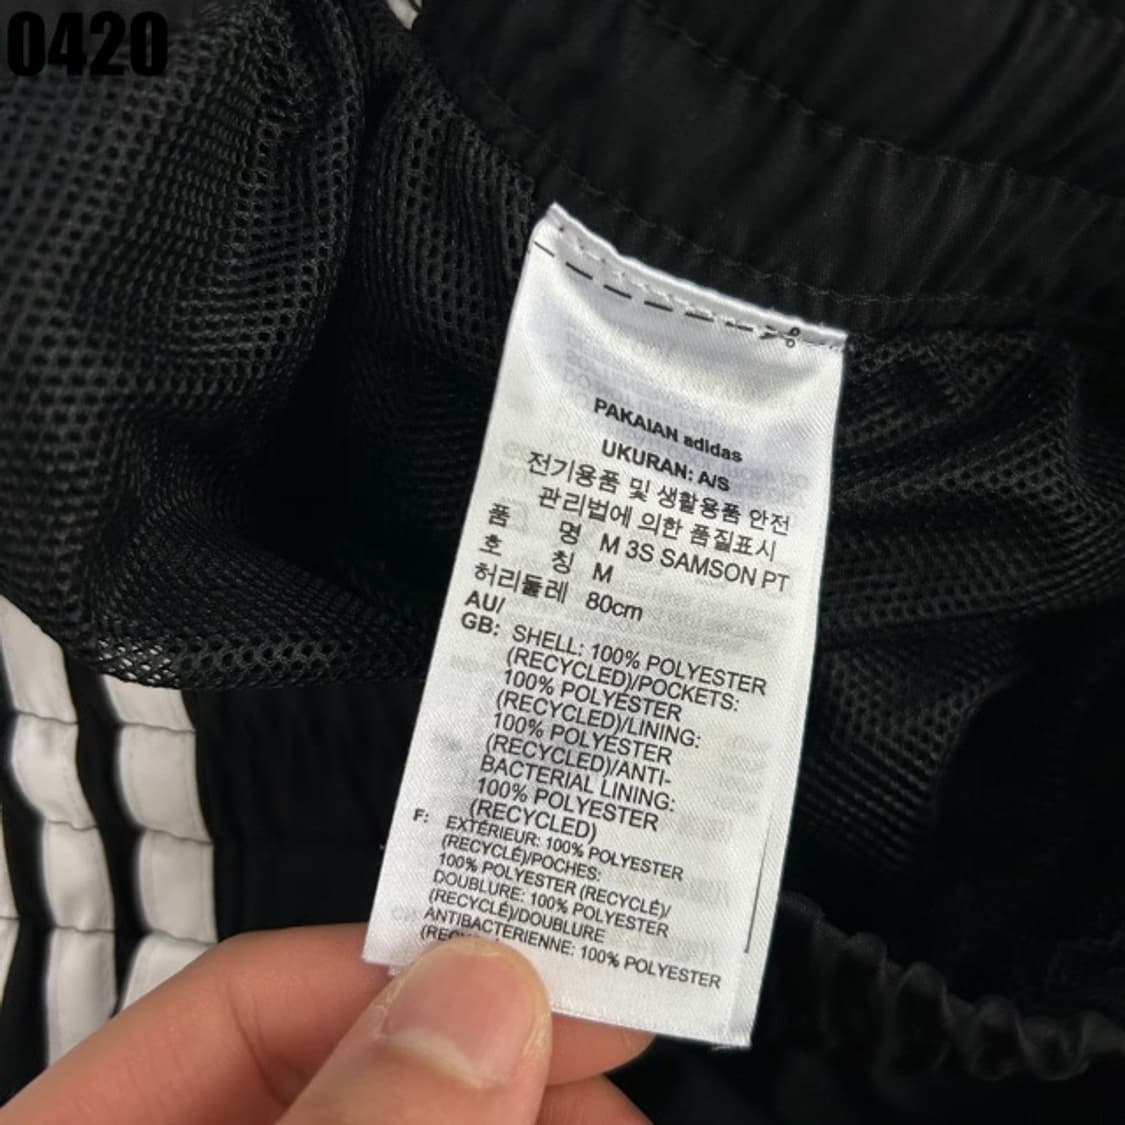 0420
PAKAIAN adidas
UKURAN: A/S
전기용품 및 생활용품 안전
관리법에 의한 품질표시
품 명 M 3S SAMSON PT
호 칭 M
허리둘레 80cm
AU/
GB: SHELL: 100% POLYESTER
(RECYCLED)/POCKETS:
100% POLYESTER
(RECYCLED)/LINING:
100% POLYESTER
(RECYCLED)/ANTI-
BACTERIAL LINING:
100% POLYESTER
(RECYCLED)
F: EXTÉRIEUR: 100% POLYESTER
(RECYCLÉ)/POCHES:
100% POLYESTER (RECYCLÉ)/
DOUBLURE: 100% POLYESTER
(RECYCLÉ)/DOUBLURE
ANTIBACTERIENNE: 100% POLYESTER